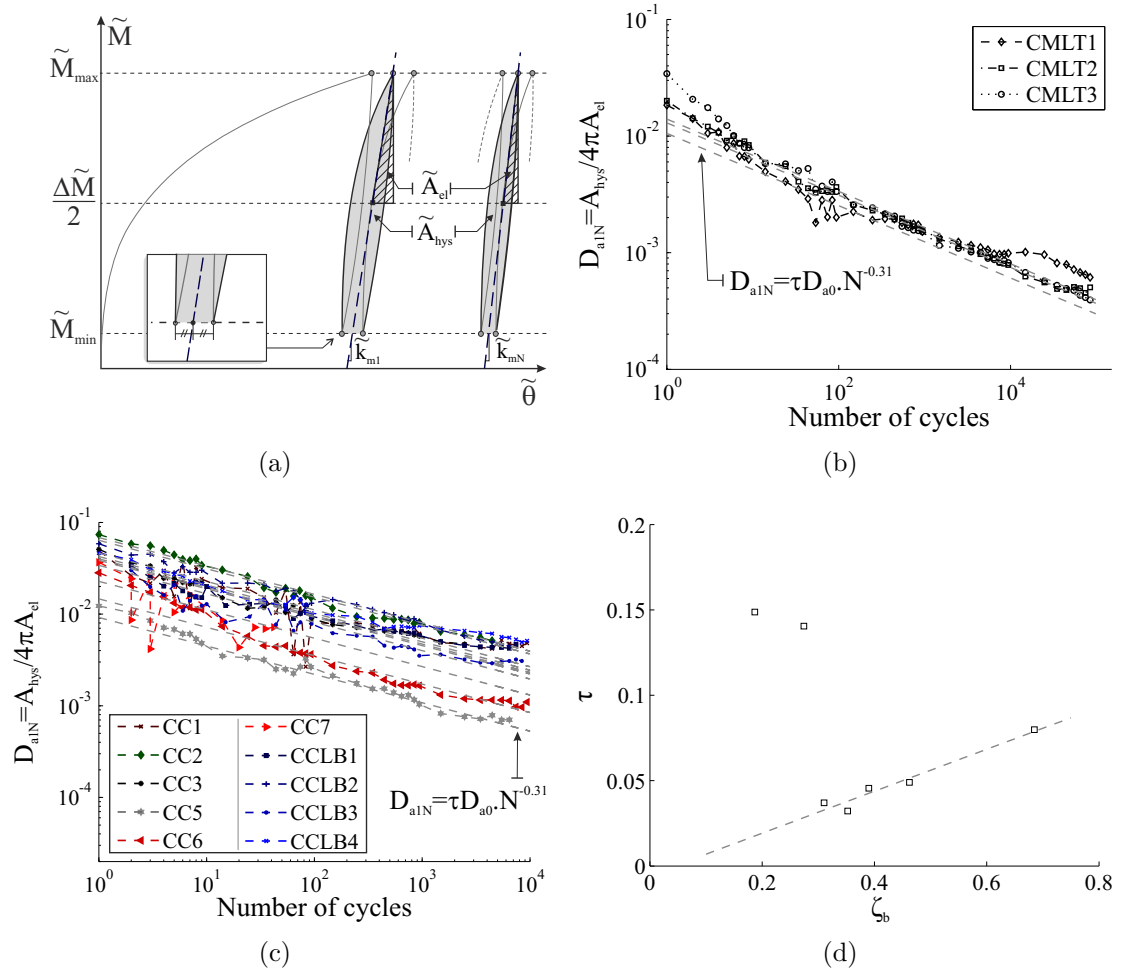 M̃
M̃max
ΔM̃
2
M̃min
Ãel
Ãhys
k̃m1
k̃mN
θ̃
(a)
10^-1
10^-2
10^-3
10^-4
10^0
10^2
10^4
Da1N=Ahys/4πAel
Number of cycles
CMLT1
CMLT2
CMLT3
Da1N=τDa0.N^-0.31
(b)
10^-1
10^-2
10^-3
10^-4
10^0
10^1
10^2
10^3
10^4
Da1N=Ahys/4πAel
Number of cycles
CC1
CC2
CC3
CC5
CC6
CC7
CCLB1
CCLB2
CCLB3
CCLB4
Da1N=τDa0.N^-0.31
(c)
0.2
0.15
0.1
0.05
0
0
0.2
0.4
0.6
0.8
τ
ζb
(d)